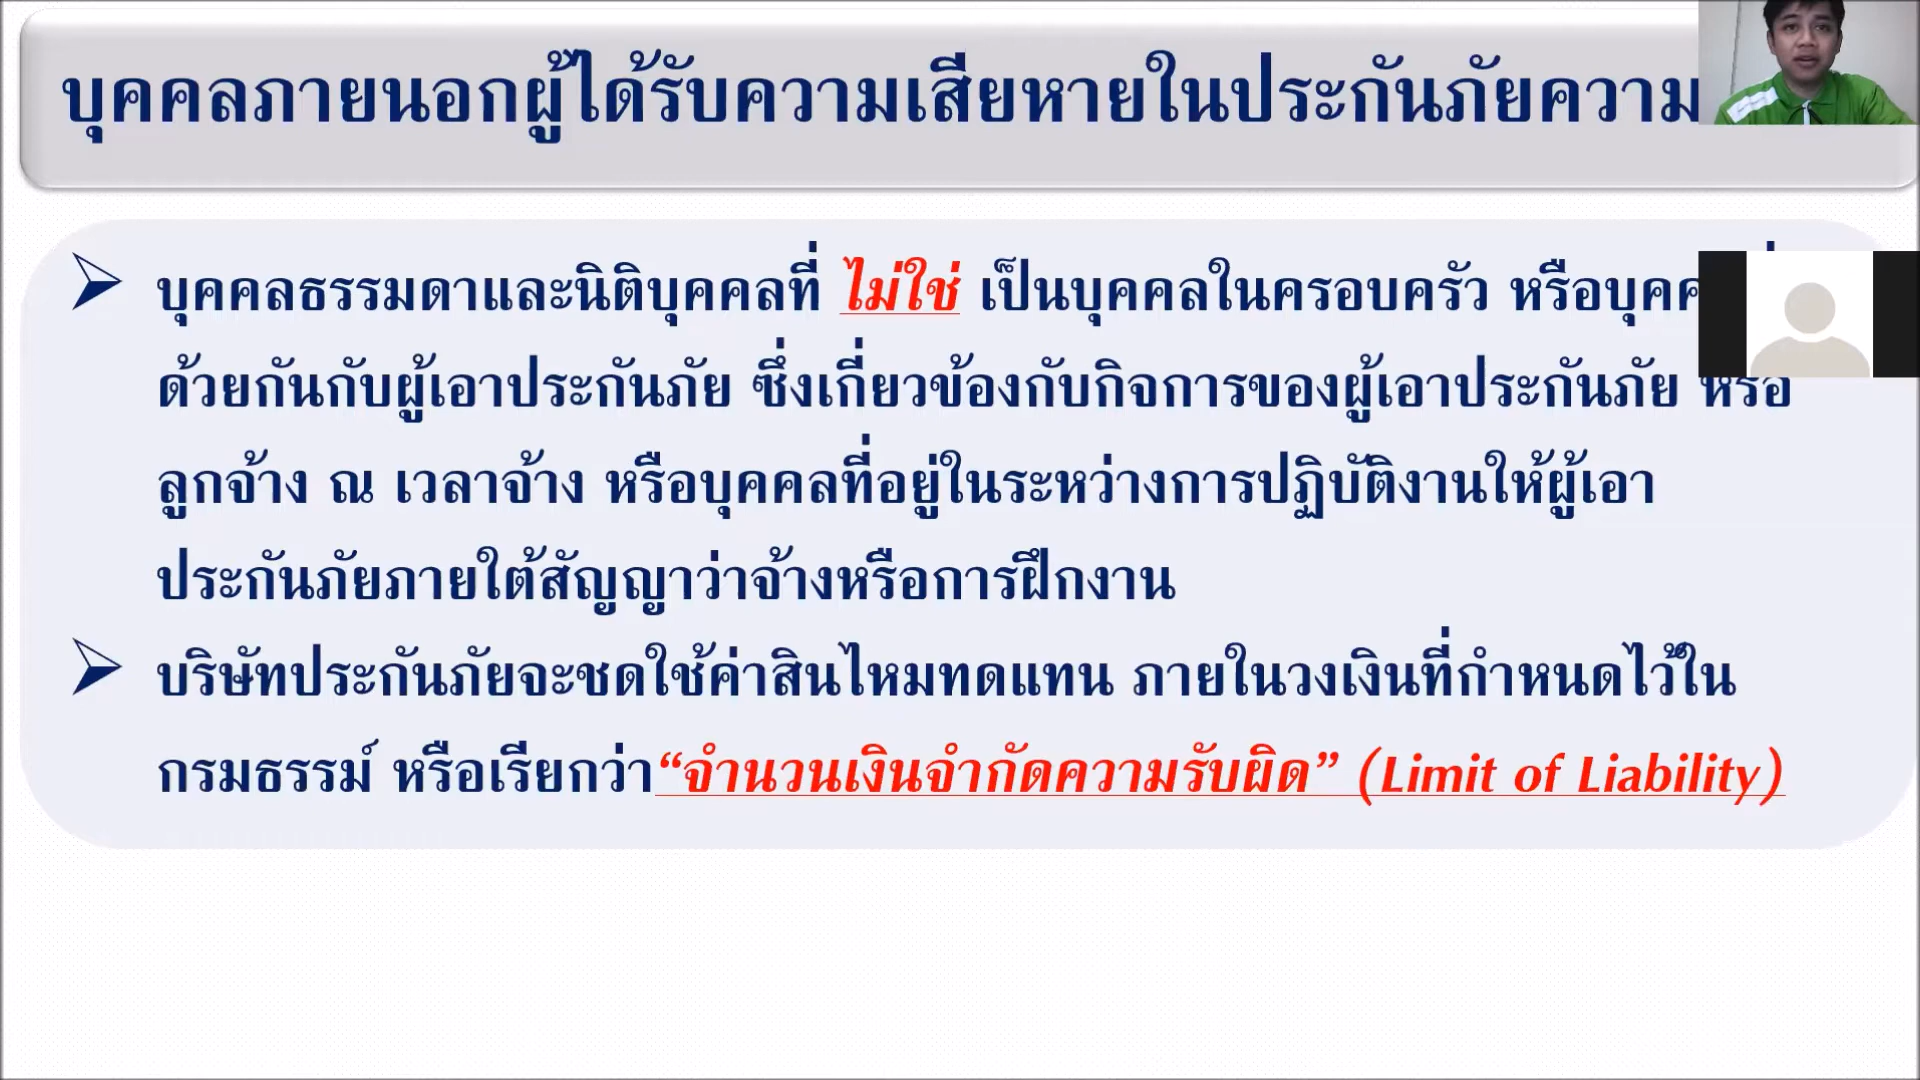 บุคคลภายนอกผู้ได้รับความเสียหายในประกันภัยความ
บุคคลธรรมดาและนิติบุคคลที่ ไม่ใช่ เป็นบุคคลในครอบครัว หรือ
ด้วยกันกับผู้เอาประกันภัย ซึ่งเกี่ยวข้องกับกิจการของผู้เอาประกันภัย หรือ
ลูกจ้าง ณ เวลาจ้าง หรือบุคคลที่อยู่ในระหว่างการปฏิบัติงานให้ผู้เอา
ประกันภัยภายใต้สัญญาว่าจ้างหรือการฝึกงาน
บริษัทประกันภัยจะชดใช้ค่าสินไหมทดแทน ภายในวงเงินที่กำหนดไว้ใน
กรมธรรม์ หรือเรียกว่า“จำนวนเงินจำกัดความรับผิด” (Limit of Liability)